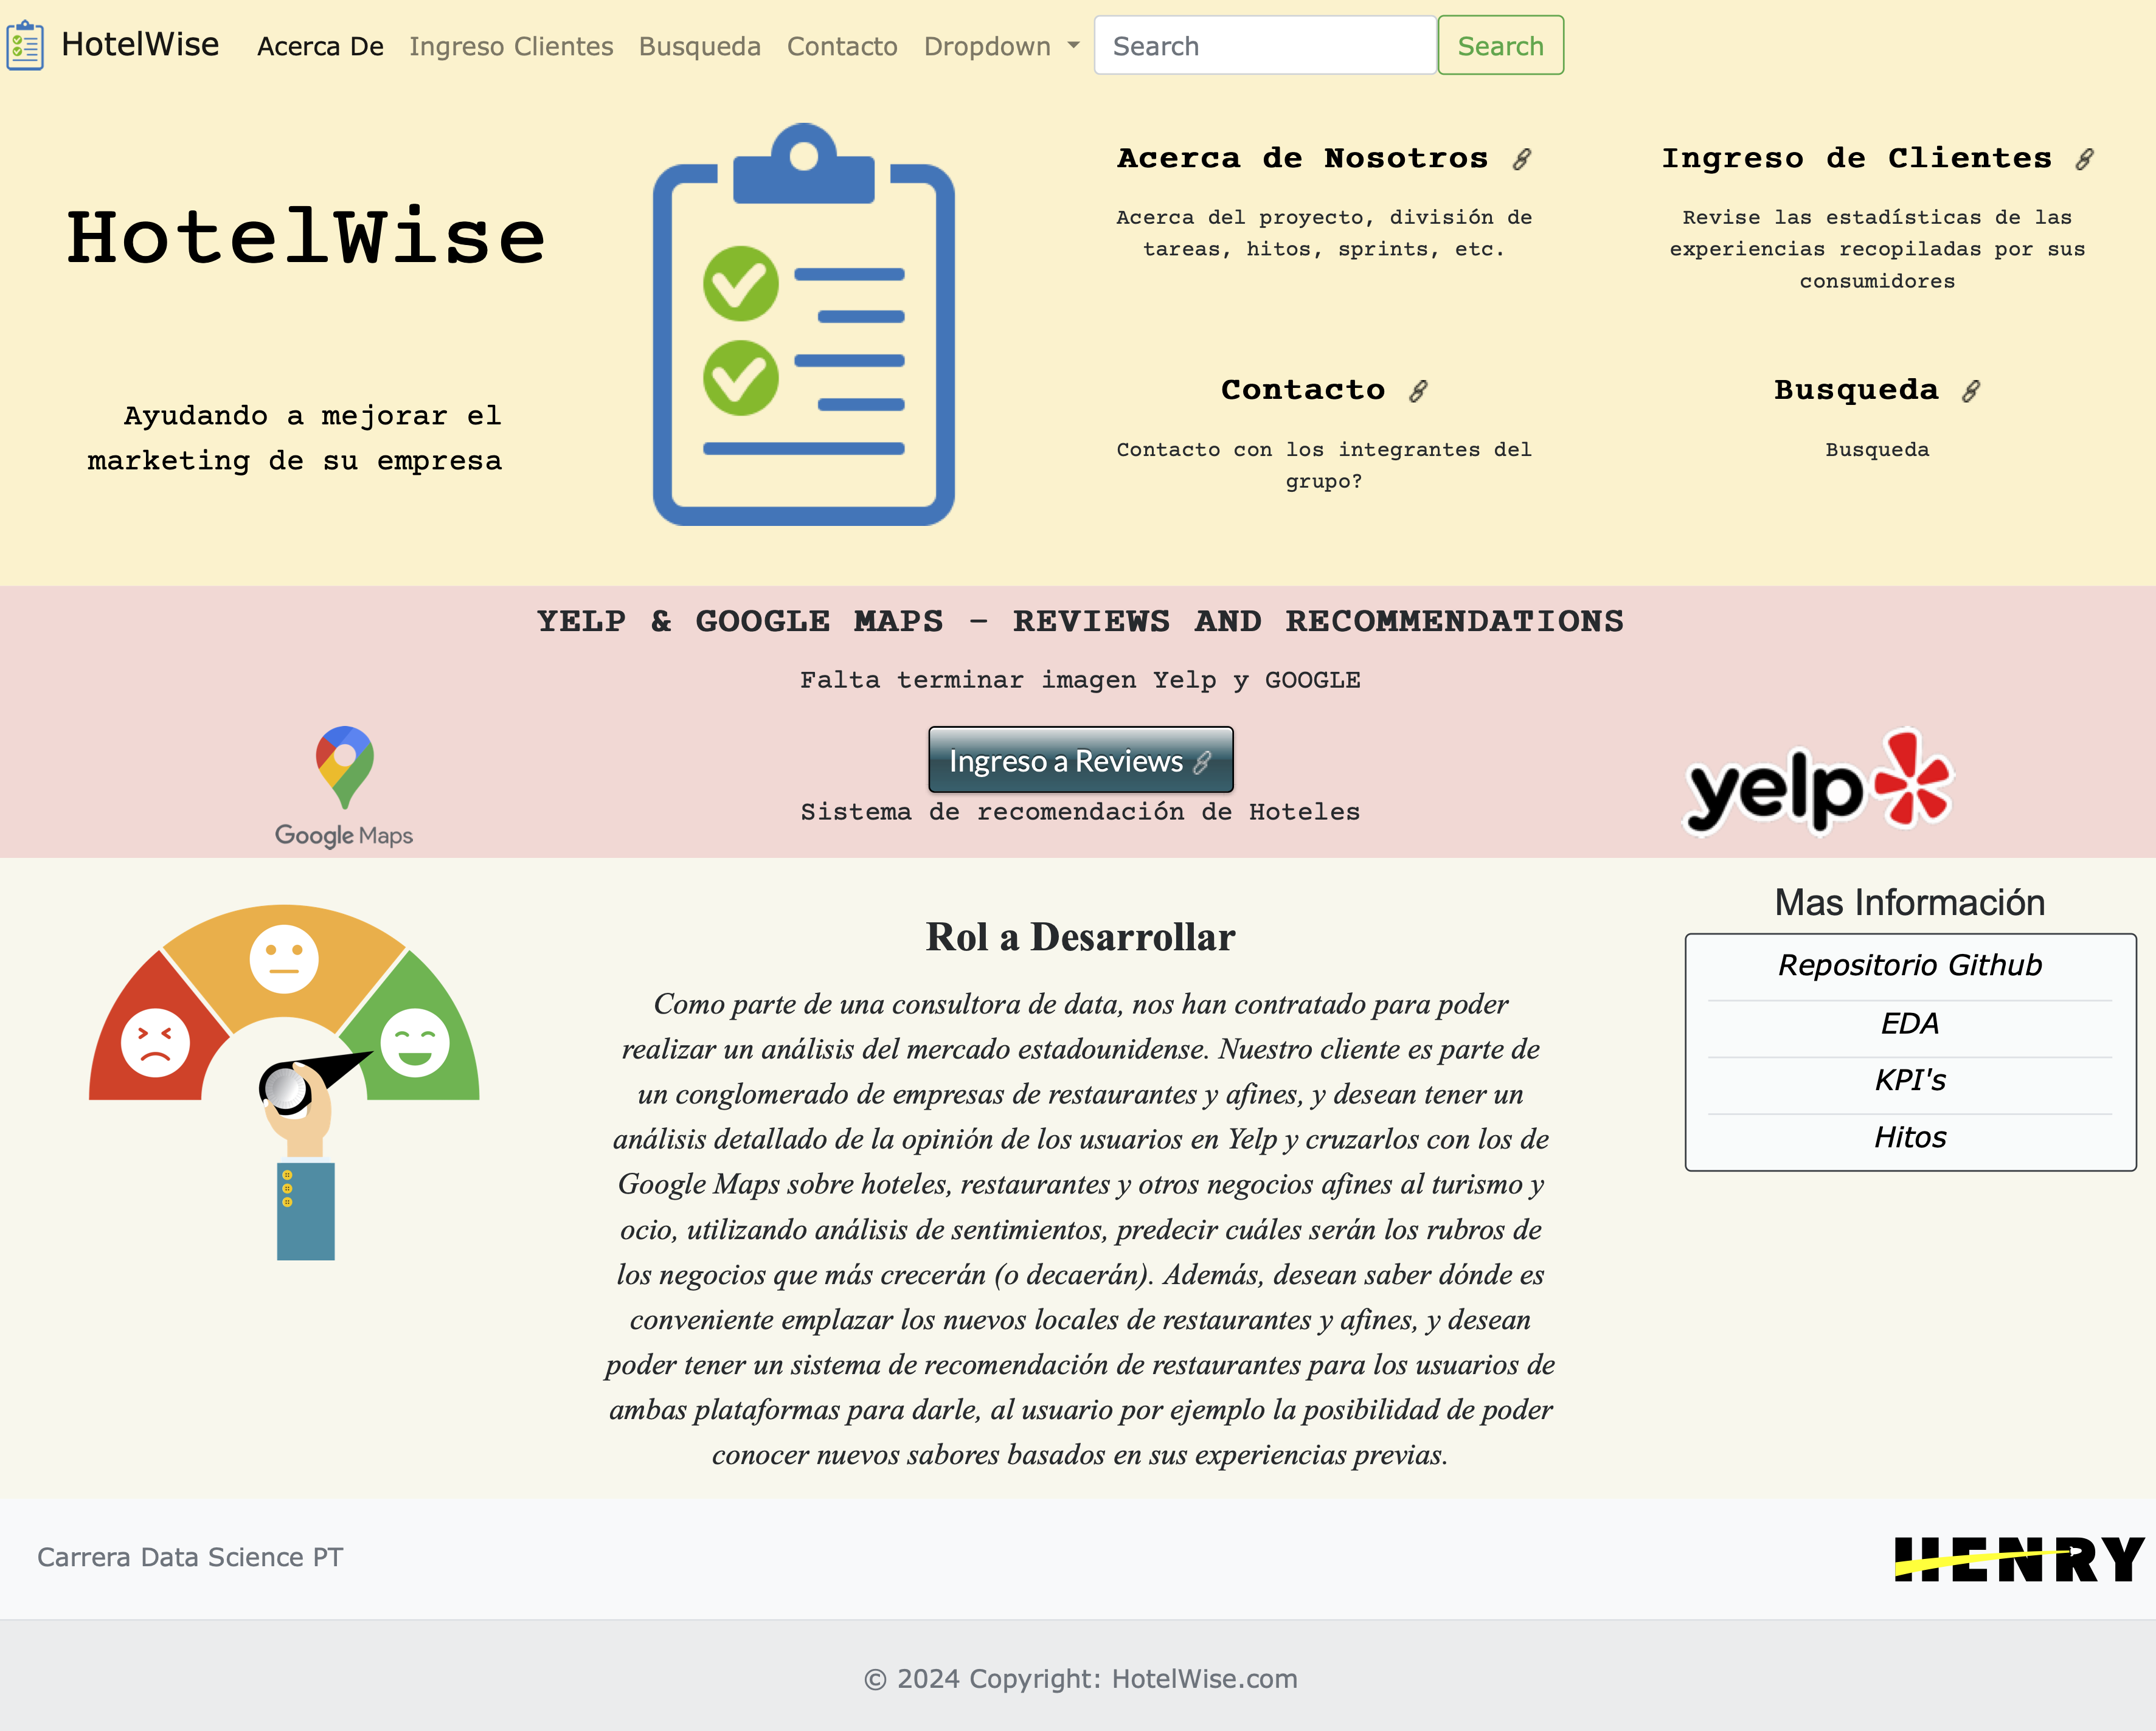 HotelWise
Acerca De
Ingreso Clientes
Busqueda
Contacto
Dropdown
Search
Search
HotelWise
Ayudando a mejorar el
marketing de su empresa
Acerca de Nosotros
Acerca del proyecto, división de
tareas, hitos, sprints, etc.
Ingreso de Clientes
Revise las estadísticas de las
experiencias recopiladas por sus
consumidores
Contacto
Contacto con los integrantes del
grupo?
Busqueda
Busqueda
YELP & GOOGLE MAPS - REVIEWS AND RECOMMENDATIONS
Falta terminar imagen Yelp y GOOGLE
Google Maps
Ingreso a Reviews
Sistema de recomendación de Hoteles
yelp
Rol a Desarrollar
Como parte de una consultora de data, nos han contratado para poder
realizar un análisis del mercado estadounidense. Nuestro cliente es parte de
un conglomerado de empresas de restaurantes y afines, y desean tener un
análisis detallado de la opinión de los usuarios en Yelp y cruzarlos con los de
Google Maps sobre hoteles, restaurantes y otros negocios afines al turismo y
ocio, utilizando análisis de sentimientos, predecir cuáles serán los rubros de
los negocios que más crecerán (o decaerán). Además, desean saber dónde es
conveniente emplazar los nuevos locales de restaurantes y afines, y desean
poder tener un sistema de recomendación de restaurantes para los usuarios de
ambas plataformas para darle, al usuario por ejemplo la posibilidad de poder
conocer nuevos sabores basados en sus experiencias previas.
Mas Información
Repositorio Github
EDA
KPI's
Hitos
Carrera Data Science PT
HENRY
© 2024 Copyright: HotelWise.com